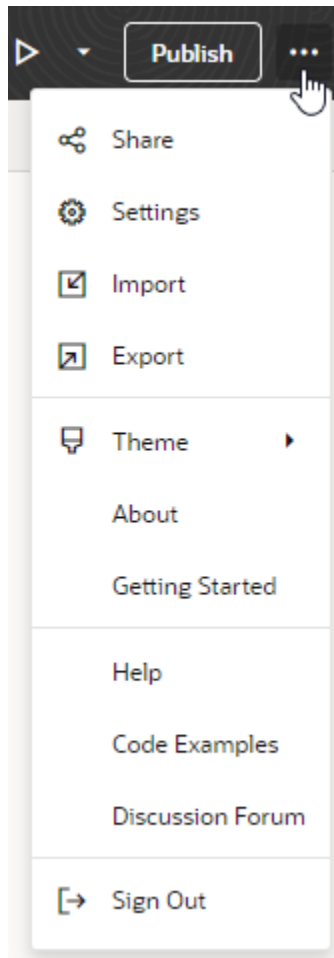 Publish
Share
Settings
Import
Export
Theme
About
Getting Started
Help
Code Examples
Discussion Forum
Sign Out